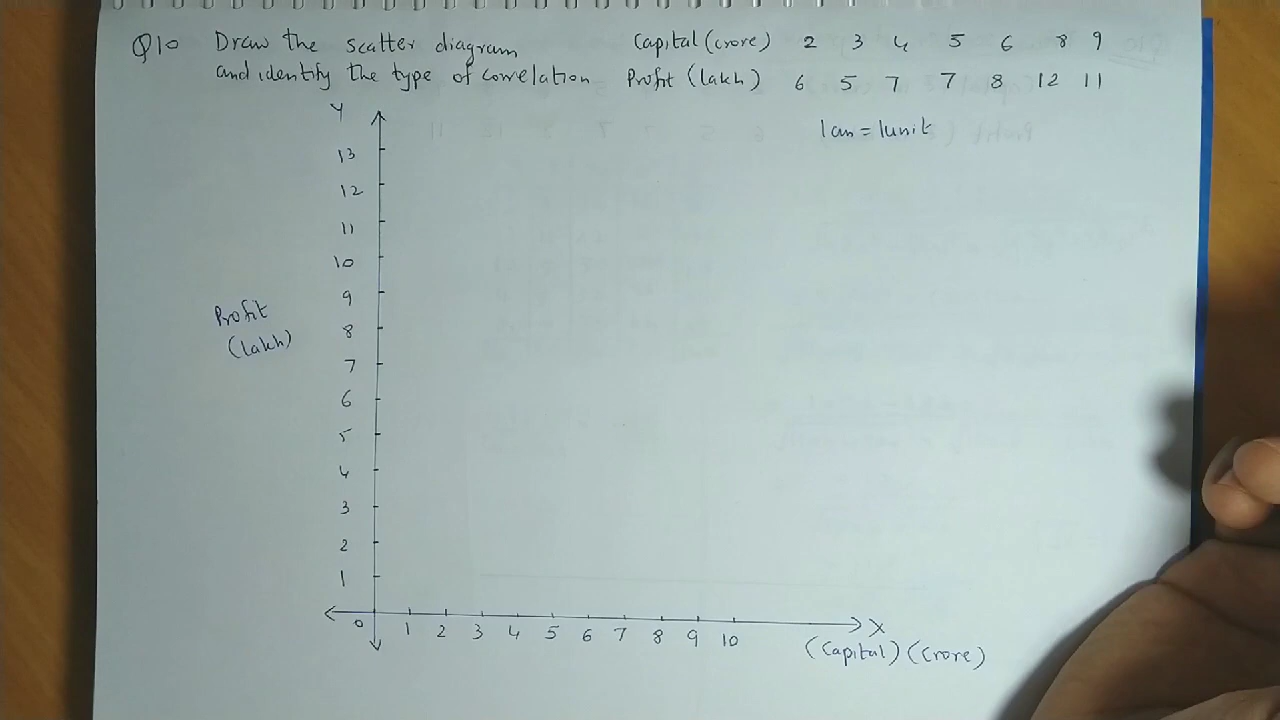 Q10 Draw the scatter diagram Capital (crore) 2 3 4 5 6 8 9
and identify the type of correlation Profit (lakh) 6 5 7 7 8 12 11
1cm = 1unit
Y
13
12
11
10
9
Profit
(lakh)
8
7
6
5
4
3
2
1
0 1 2 3 4 5 6 7 8 9 10 X
(Capital) (Crore)